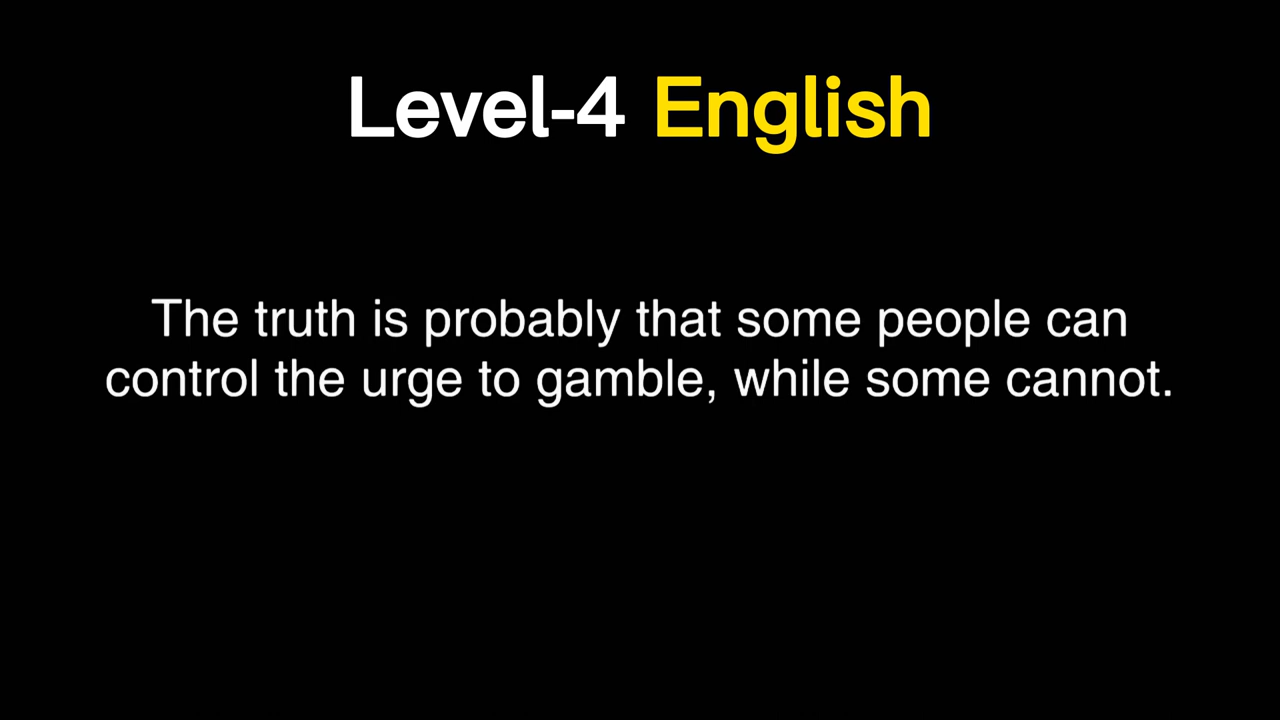 Level-4 English
The truth is probably that some people can
control the urge to gamble, while some cannot.